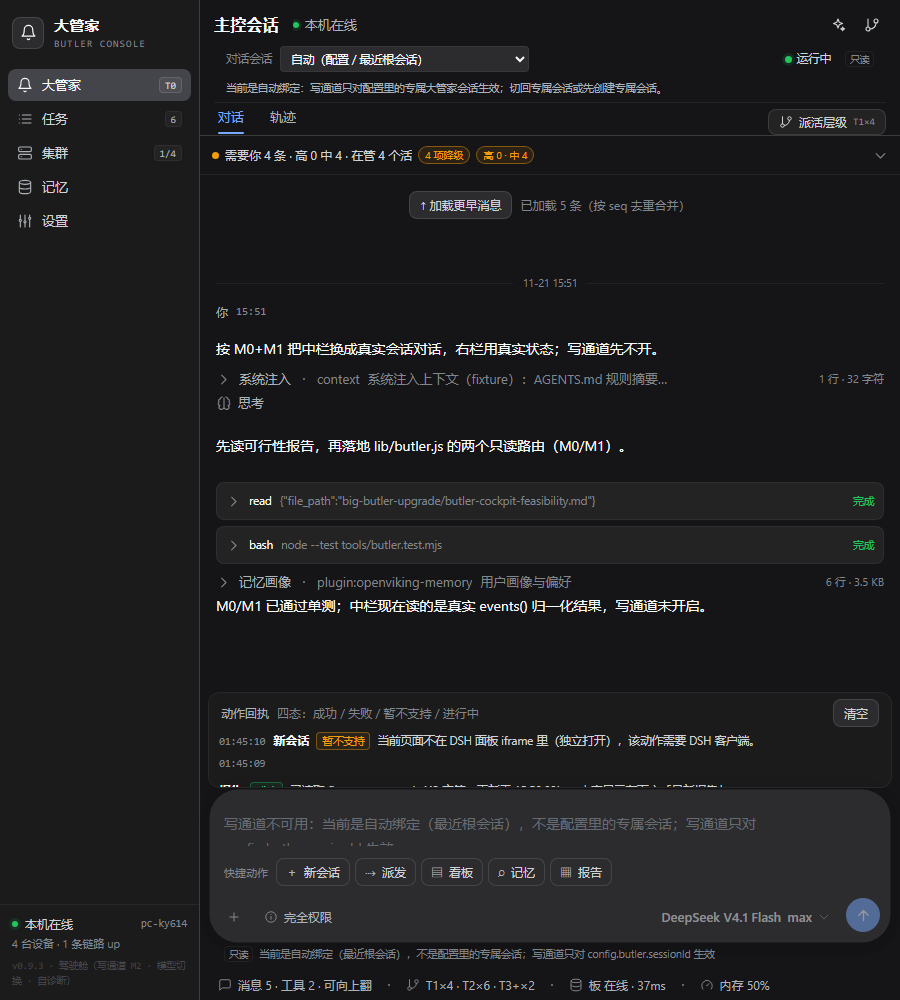 大管家
BUTLER CONSOLE
大管家 T0
任务 6
集群 1/4
记忆
设置
本机在线 pc-ky614
4 台设备 · 1 条链路 up
v0.9.3 · 驾驶舱（写通道 M2 · 模型切
换 · 自诊断）
主控会话 本机在线
对话会话 自动（配置 / 最近根会话） 运行中 只读
当前是自动绑定：写通道只对配置里的专属大管家会话生效；切回专属会话或先创建专属会话。
对话 轨迹 派活层级 T1×4
需要你 4 条 · 高 0 中 4 · 在管 4 个活 4 项降级 高 0 · 中 4
↑ 加载更早消息 已加载 5 条（按 seq 去重合并）
11-21 15:51
你 15:51
按 M0+M1 把中栏换成真实会话对话，右栏用真实状态；写通道先不开。
系统注入 · context 系统注入上下文（fixture）：AGENTS.md 规则摘要... 1 行 · 32 字符
思考
先读可行性报告，再落地 lib/butler.js 的两个只读路由（M0/M1）。
read {"file_path":"big-butler-upgrade/butler-cockpit-feasibility.md"} 完成
bash node --test tools/butler.test.mjs 完成
记忆画像 · plugin:openviking-memory 用户画像与偏好 6 行 · 3.5 KB
M0/M1 已通过单测；中栏现在读的是真实 events() 归一化结果，写通道未开启。
动作回执 四态：成功 / 失败 / 暂不支持 / 进行中 清空
01:45:10 新会话 暂不支持 当前页面不在 DSH 面板 iframe 里（独立打开），该动作需要 DSH 客户端。
01:45:09
写通道不可用：当前是自动绑定（最近根会话），不是配置里的专属会话；写通道只对
快捷动作 + 新会话 ⇢ 派发 ▤ 看板 ⌕ 记忆 ▦ 报告
+ 完全权限 DeepSeek V4.1 Flash max
只读 当前是自动绑定（最近根会话），不是配置里的专属会话；写通道只对 config.butler.sessionId 生效
消息 5 · 工具 2 · 可向上翻 · T1×4 · T2×6 · T3+×2 · 板 在线 · 37ms · 内存 50%